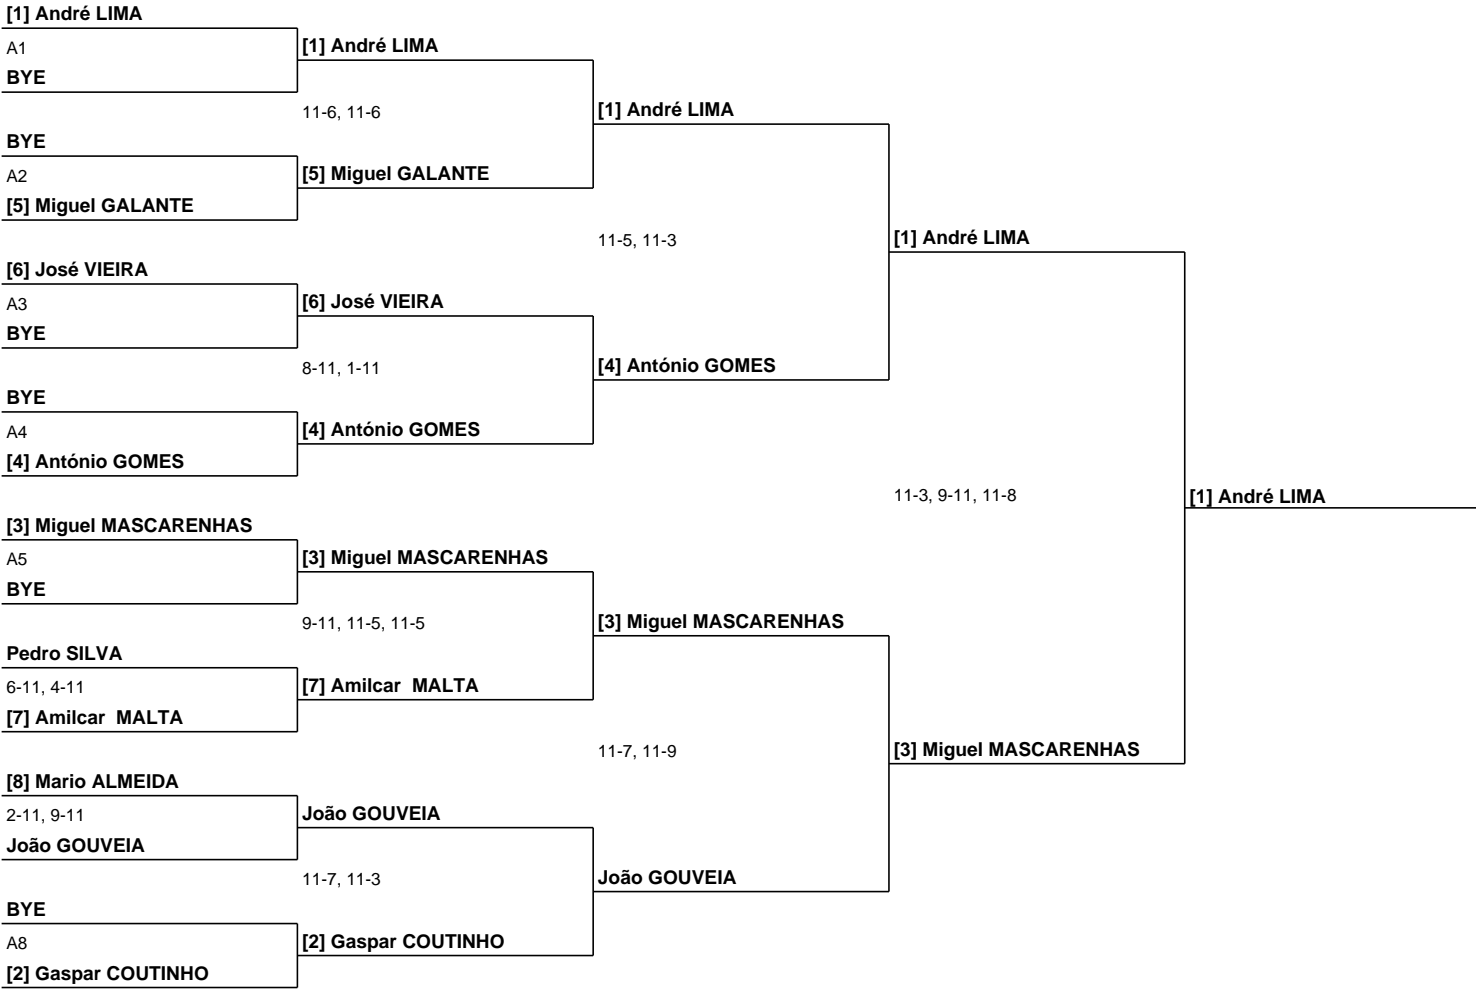 [1] André LIMA
A1
BYE
[1] André LIMA
11-6, 11-6
BYE
A2
[5] Miguel GALANTE
[5] Miguel GALANTE
[1] André LIMA
11-5, 11-3
[6] José VIEIRA
A3
BYE
[6] José VIEIRA
8-11, 1-11
BYE
A4
[4] António GOMES
[4] António GOMES
[4] António GOMES
[1] André LIMA
11-3, 9-11, 11-8
[3] Miguel MASCARENHAS
A5
BYE
[3] Miguel MASCARENHAS
9-11, 11-5, 11-5
Pedro SILVA
6-11, 4-11
[7] Amilcar  MALTA
[7] Amilcar  MALTA
[3] Miguel MASCARENHAS
11-7, 11-9
[8] Mario ALMEIDA
2-11, 9-11
João GOUVEIA
João GOUVEIA
11-7, 11-3
BYE
A8
[2] Gaspar COUTINHO
[2] Gaspar COUTINHO
João GOUVEIA
[3] Miguel MASCARENHAS
[1] André LIMA